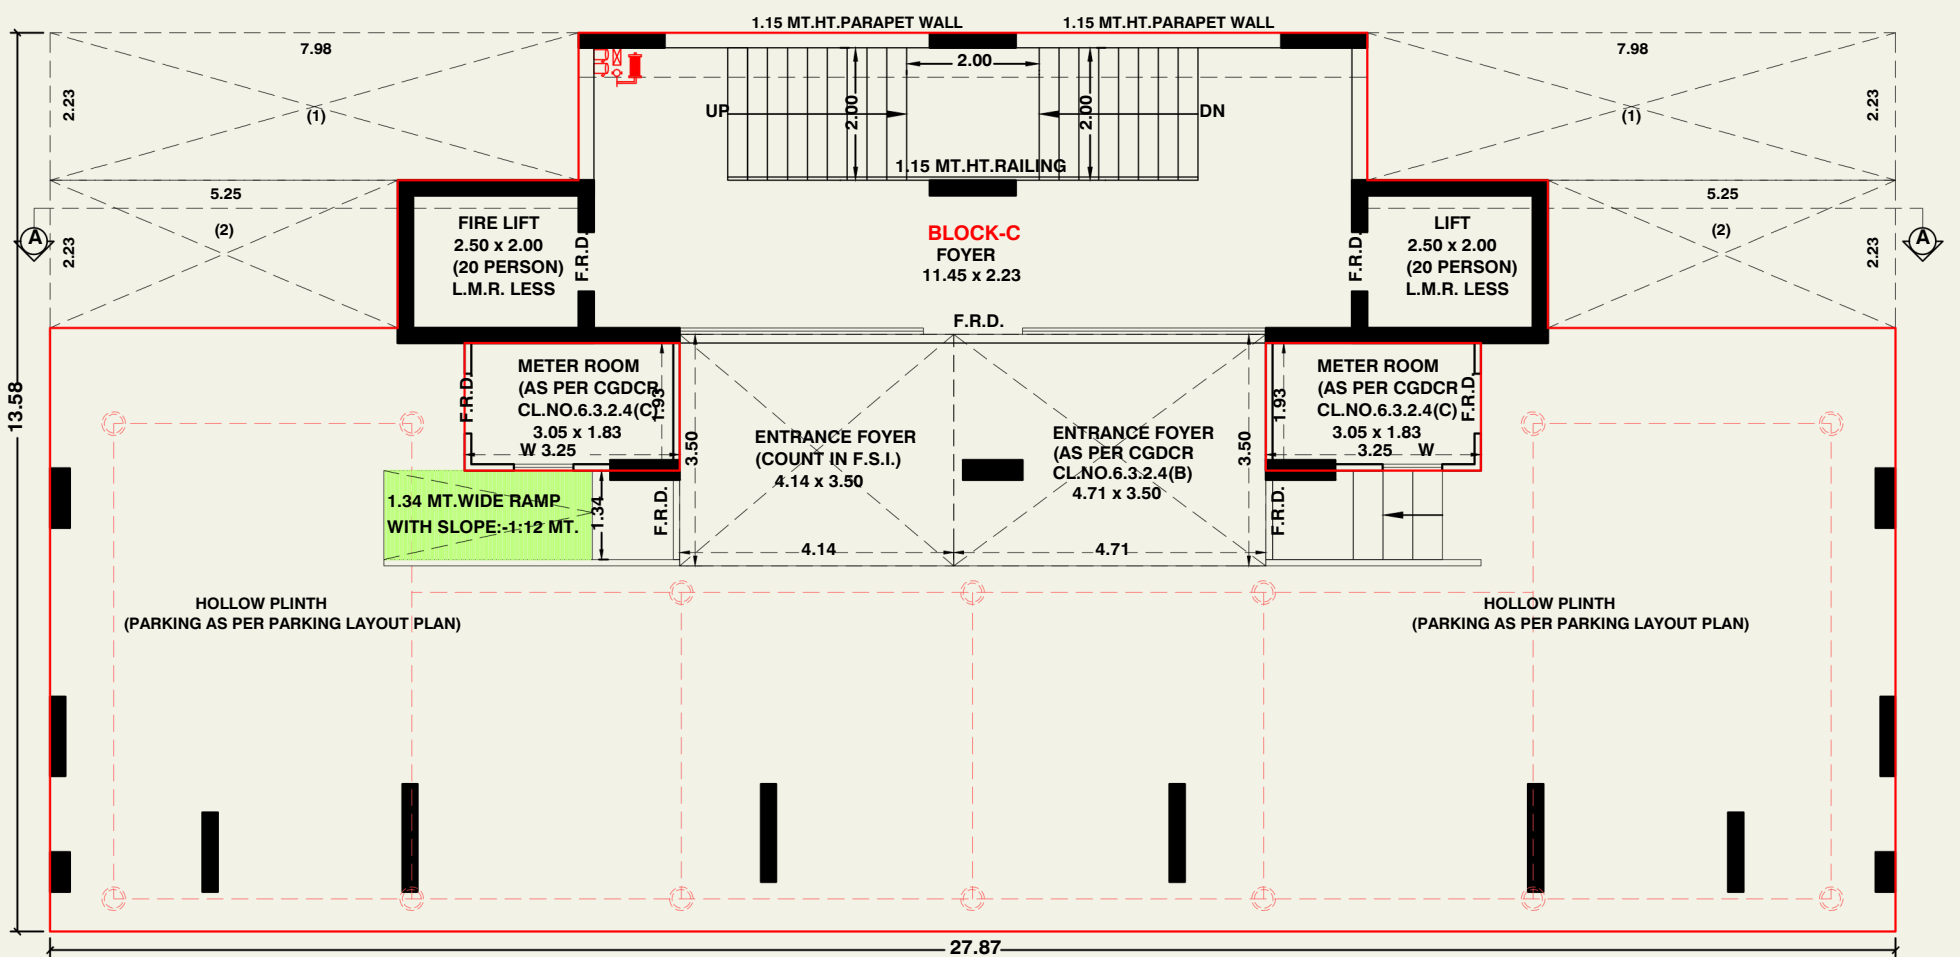 1.15 MT.HT.PARAPET WALL
1.15 MT.HT.PARAPET WALL
7.98
2.23
(1)
2.00
UP
2.00
2.00
DN
1.15 MT.HT.RAILING
7.98
2.23
(1)
5.25
(2)
2.23
A
5.25
(2)
2.23
A
FIRE LIFT
2.50 x 2.00
(20 PERSON)
L.M.R. LESS
F.R.D.
BLOCK-C
FOYER
11.45 x 2.23
F.R.D.
LIFT
2.50 x 2.00
(20 PERSON)
L.M.R. LESS
F.R.D.
13.58
F.R.D.
METER ROOM
(AS PER CGDCR
CL.NO.6.3.2.4(C)
3.05 x 1.83
W 3.25
1.93
3.50
ENTRANCE FOYER
(COUNT IN F.S.I.)
4.14 x 3.50
ENTRANCE FOYER
(AS PER CGDCR
CL.NO.6.3.2.4(B)
4.71 x 3.50
3.50
1.93
METER ROOM
(AS PER CGDCR
CL.NO.6.3.2.4(C)
3.05 x 1.83
3.25 W
F.R.D.
1.34 MT.WIDE RAMP
WITH SLOPE:-1:12 MT.
1.34
F.R.D.
4.14
4.71
F.R.D.
HOLLOW PLINTH
(PARKING AS PER PARKING LAYOUT PLAN)
HOLLOW PLINTH
(PARKING AS PER PARKING LAYOUT PLAN)
27.87